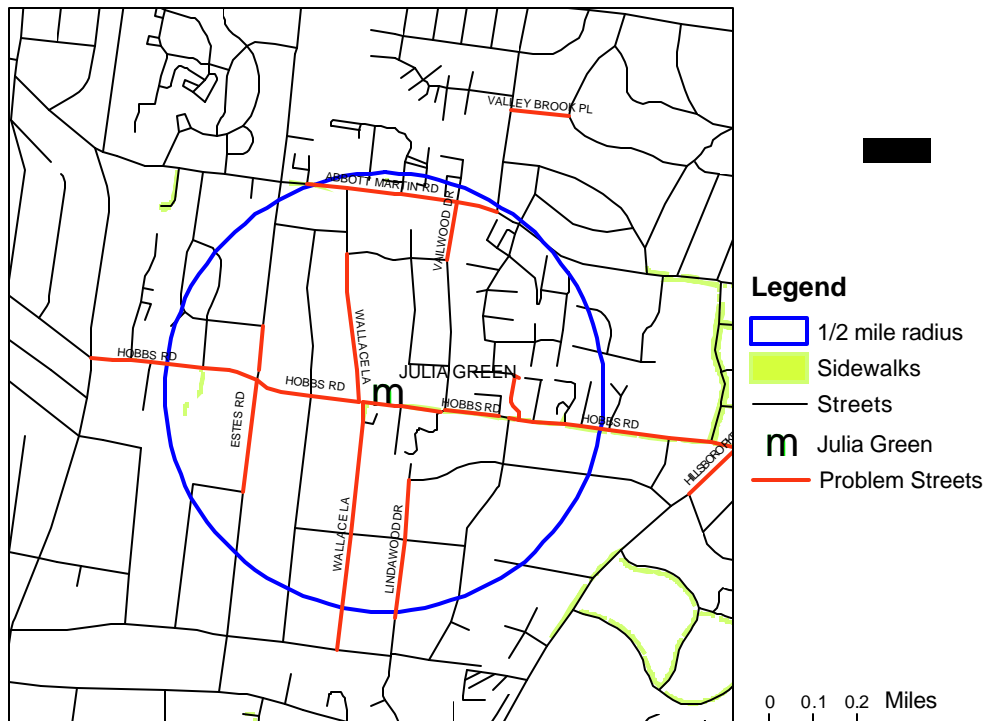 VALLEY BROOK PL
ABBOTT MARTIN RD
VAILWOOD DR
WALLACE LA
HOBBS RD
JULIA GREEN
HOBBS RD
m
HOBBS RD
HOBBS RD
ESTES RD
HILLSBORO PKE
WALLACE LA
LINDAWOOD DR
Legend
1/2 mile radius
Sidewalks
Streets
m Julia Green
Problem Streets
0 0.1 0.2 Miles